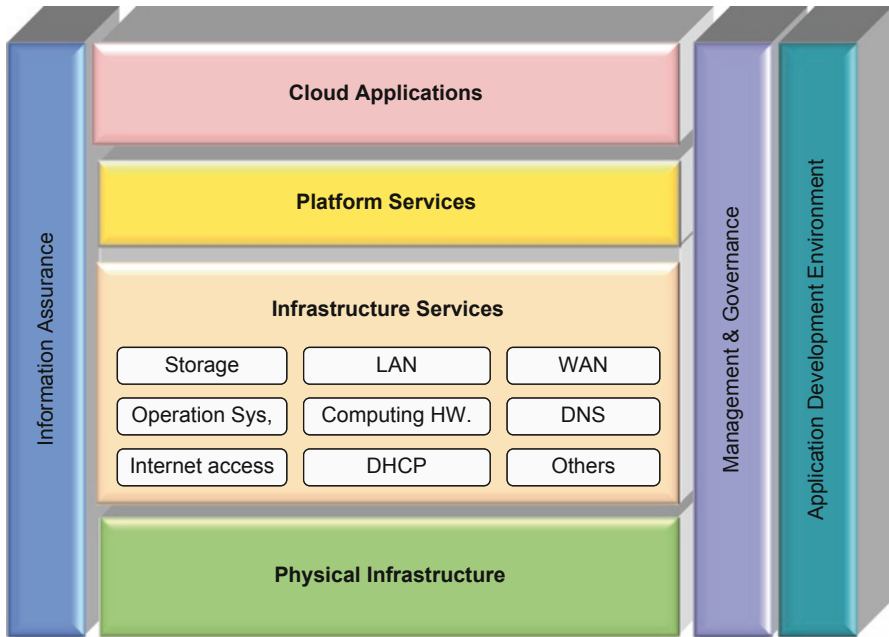 Cloud Applications
Platform Services
Infrastructure Services
Storage
LAN
WAN
Operation Sys,
Computing HW.
DNS
Internet access
DHCP
Others
Physical Infrastructure
Information Assurance
Management & Governance
Application Development Environment